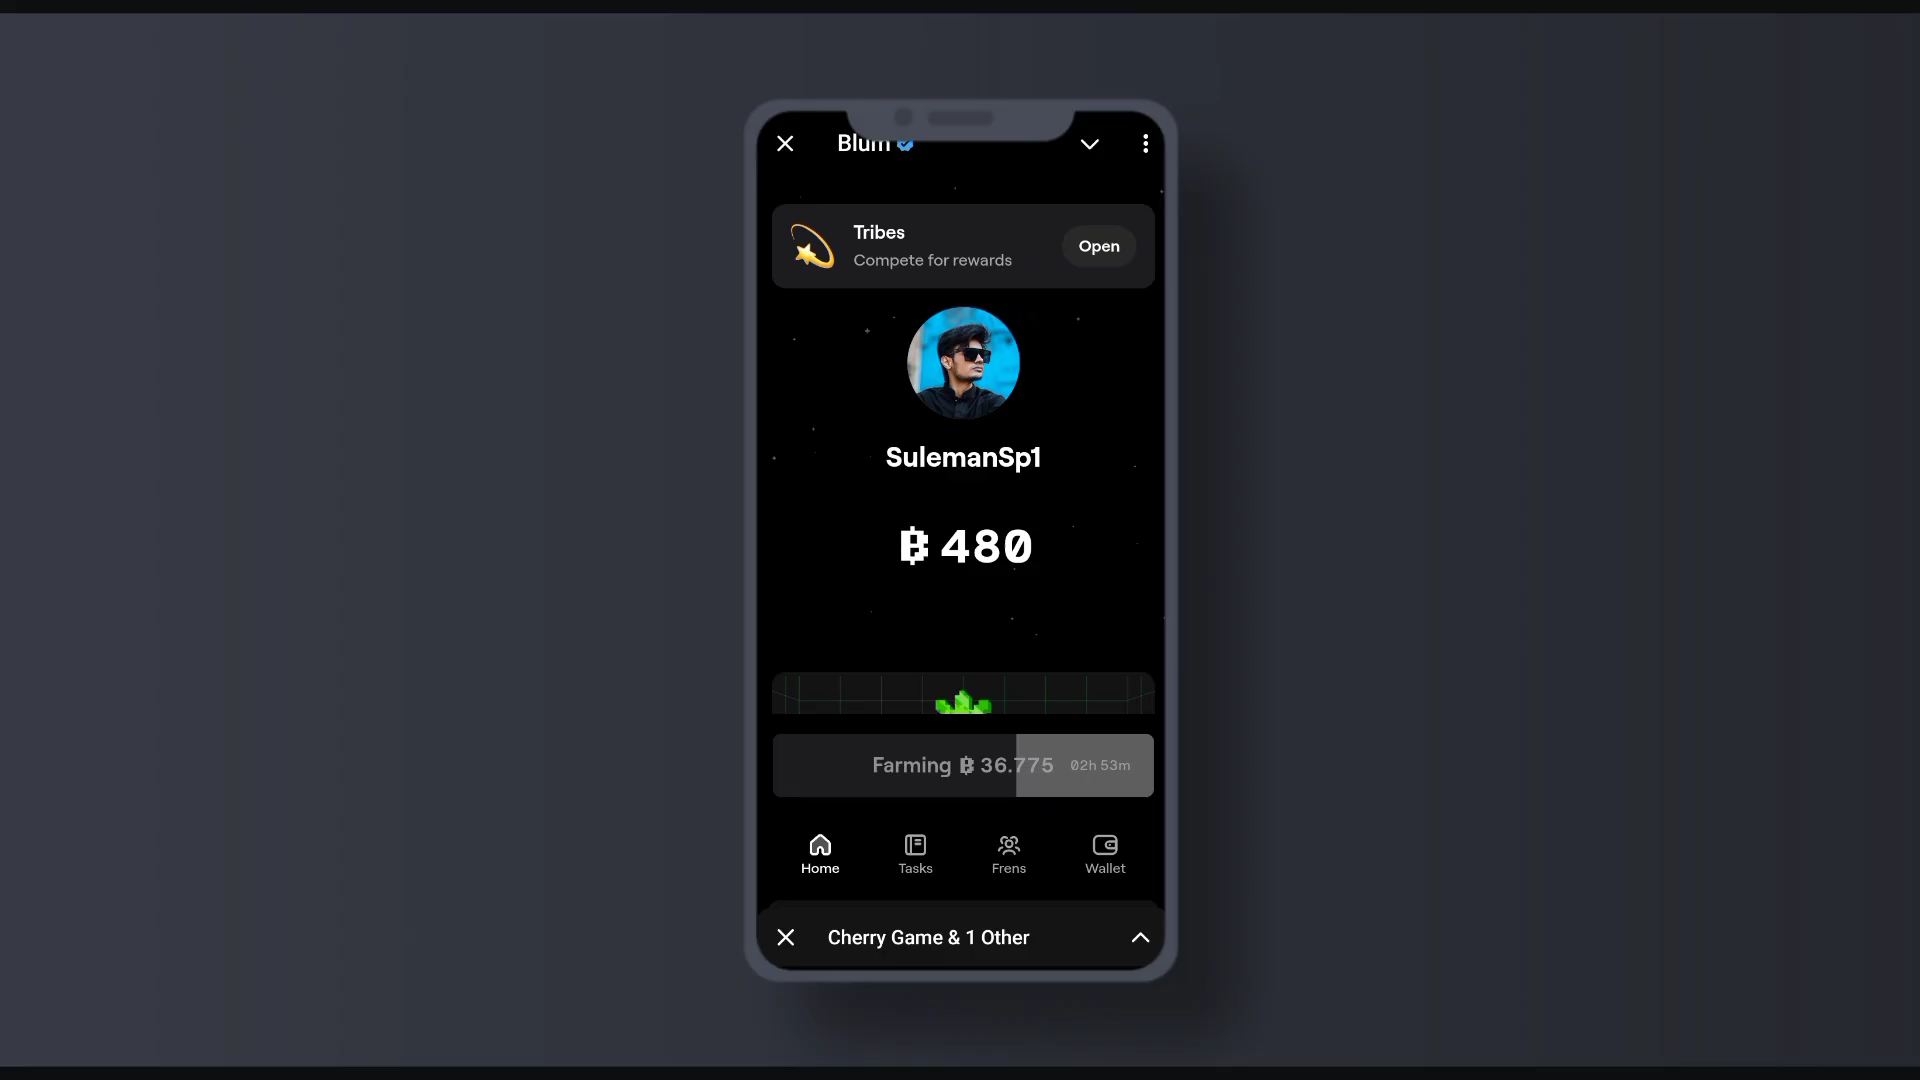 Blum
Tribes
Compete for rewards
Open
SulemanSp1
480
Farming 36.775 02h 53m
Home
Tasks
Frens
Wallet
Cherry Game & 1 Other